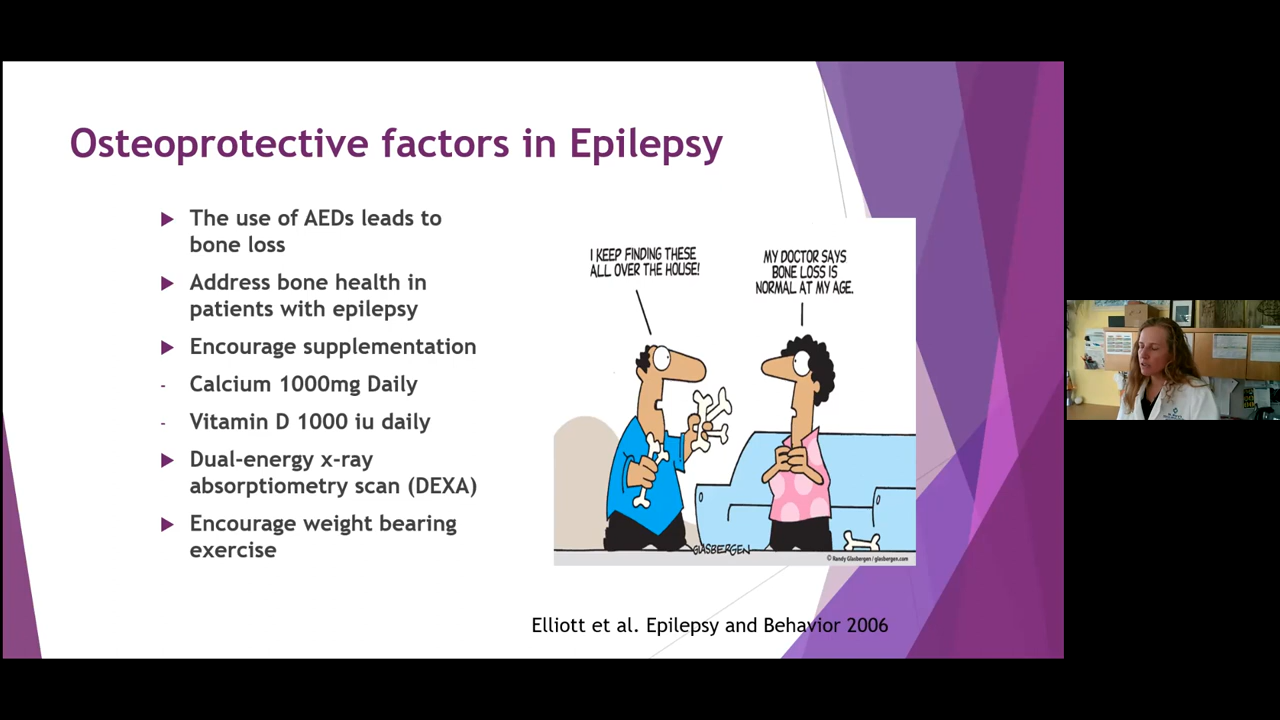 Osteoprotective factors in Epilepsy
The use of AEDs leads to
bone loss
Address bone health in
patients with epilepsy
Encourage supplementation
- Calcium 1000mg Daily
- Vitamin D 1000 iu daily
Dual-energy x-ray
absorptiometry scan (DEXA)
Encourage weight bearing
exercise
I KEEP FINDING THESE
ALL OVER THE HOUSE!
MY DOCTOR SAYS
BONE LOSS IS
NORMAL AT MY AGE.
GLASBERGEN
© Randy Glasbergen / glasbergen.com
Elliott et al. Epilepsy and Behavior 2006